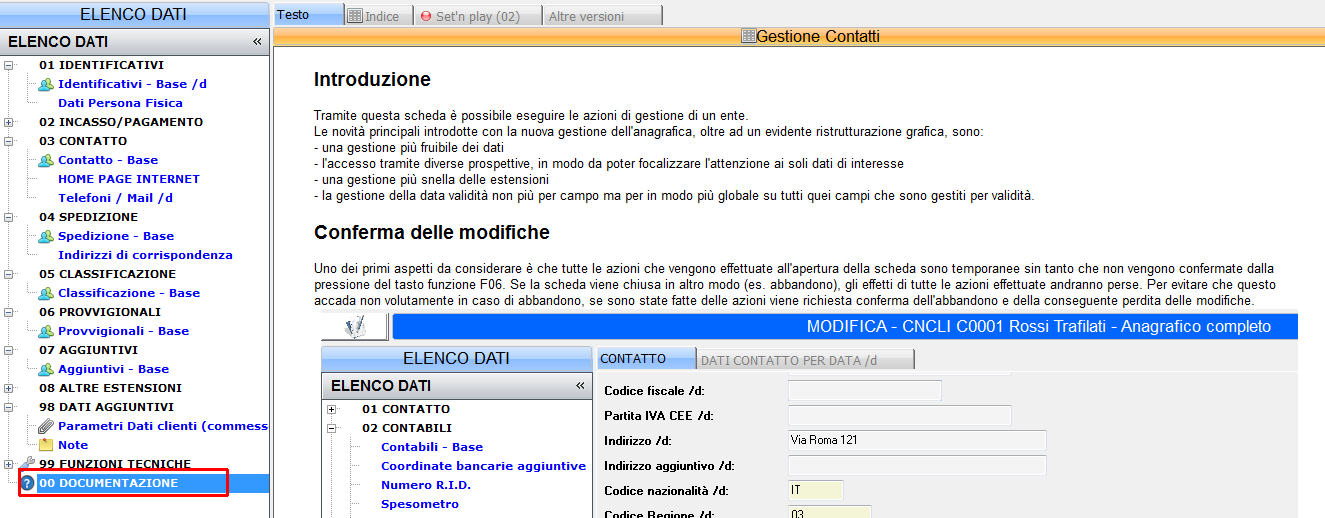 ELENCO DATI
ELENCO DATI «
01 IDENTIFICATIVI
Identificativi - Base /d
Dati Persona Fisica
02 INCASSO/PAGAMENTO
03 CONTATTO
Contatto - Base
HOME PAGE INTERNET
Telefoni / Mail /d
04 SPEDIZIONE
Spedizione - Base
Indirizzi di corrispondenza
05 CLASSIFICAZIONE
Classificazione - Base
06 PROVVIGIONALI
Provvigionali - Base
07 AGGIUNTIVI
Aggiuntivi - Base
08 ALTRE ESTENSIONI
98 DATI AGGIUNTIVI
Parametri Dati clienti (commess
Note
99 FUNZIONI TECNICHE
00 DOCUMENTAZIONE
Testo Indice Set'n play (02) Altre versioni
Gestione Contatti
Introduzione
Tramite questa scheda è possibile eseguire le azioni di gestione di un ente.
Le novità principali introdotte con la nuova gestione dell'anagrafica, oltre ad un evidente ristrutturazione grafica, sono:
- una gestione più fruibile dei dati
- l'accesso tramite diverse prospettive, in modo da poter focalizzare l'attenzione ai soli dati di interesse
- una gestione più snella delle estensioni
- la gestione della data validità non più per campo ma per in modo più globale su tutti quei campi che sono gestiti per validità.
Conferma delle modifiche
Uno dei primi aspetti da considerare è che tutte le azioni che vengono effettuate all'apertura della scheda sono temporanee sin tanto che non vengono confermate dalla
pressione del tasto funzione F06. Se la scheda viene chiusa in altro modo (es. abbandono), gli effetti di tutte le azioni effettuate andranno perse. Per evitare che questo
accada non volutamente in caso di abbandono, se sono state fatte delle azioni viene richiesta conferma dell'abbandono e della conseguente perdita delle modifiche.
MODIFICA - CNCLI C0001 Rossi Trafilati - Anagrafico completo
ELENCO DATI
ELENCO DATI «
01 CONTATTO
02 CONTABILI
Contabili - Base
Coordinate bancarie aggiuntive
Numero R.I.D.
Spesometro
CONTATTO DATI CONTATTO PER DATA /d
Codice fiscale /d:
Partita IVA CEE /d:
Indirizzo /d: Via Roma 121
Indirizzo aggiuntivo /d:
Codice nazionalità /d: IT
Codice Regione /d: 03